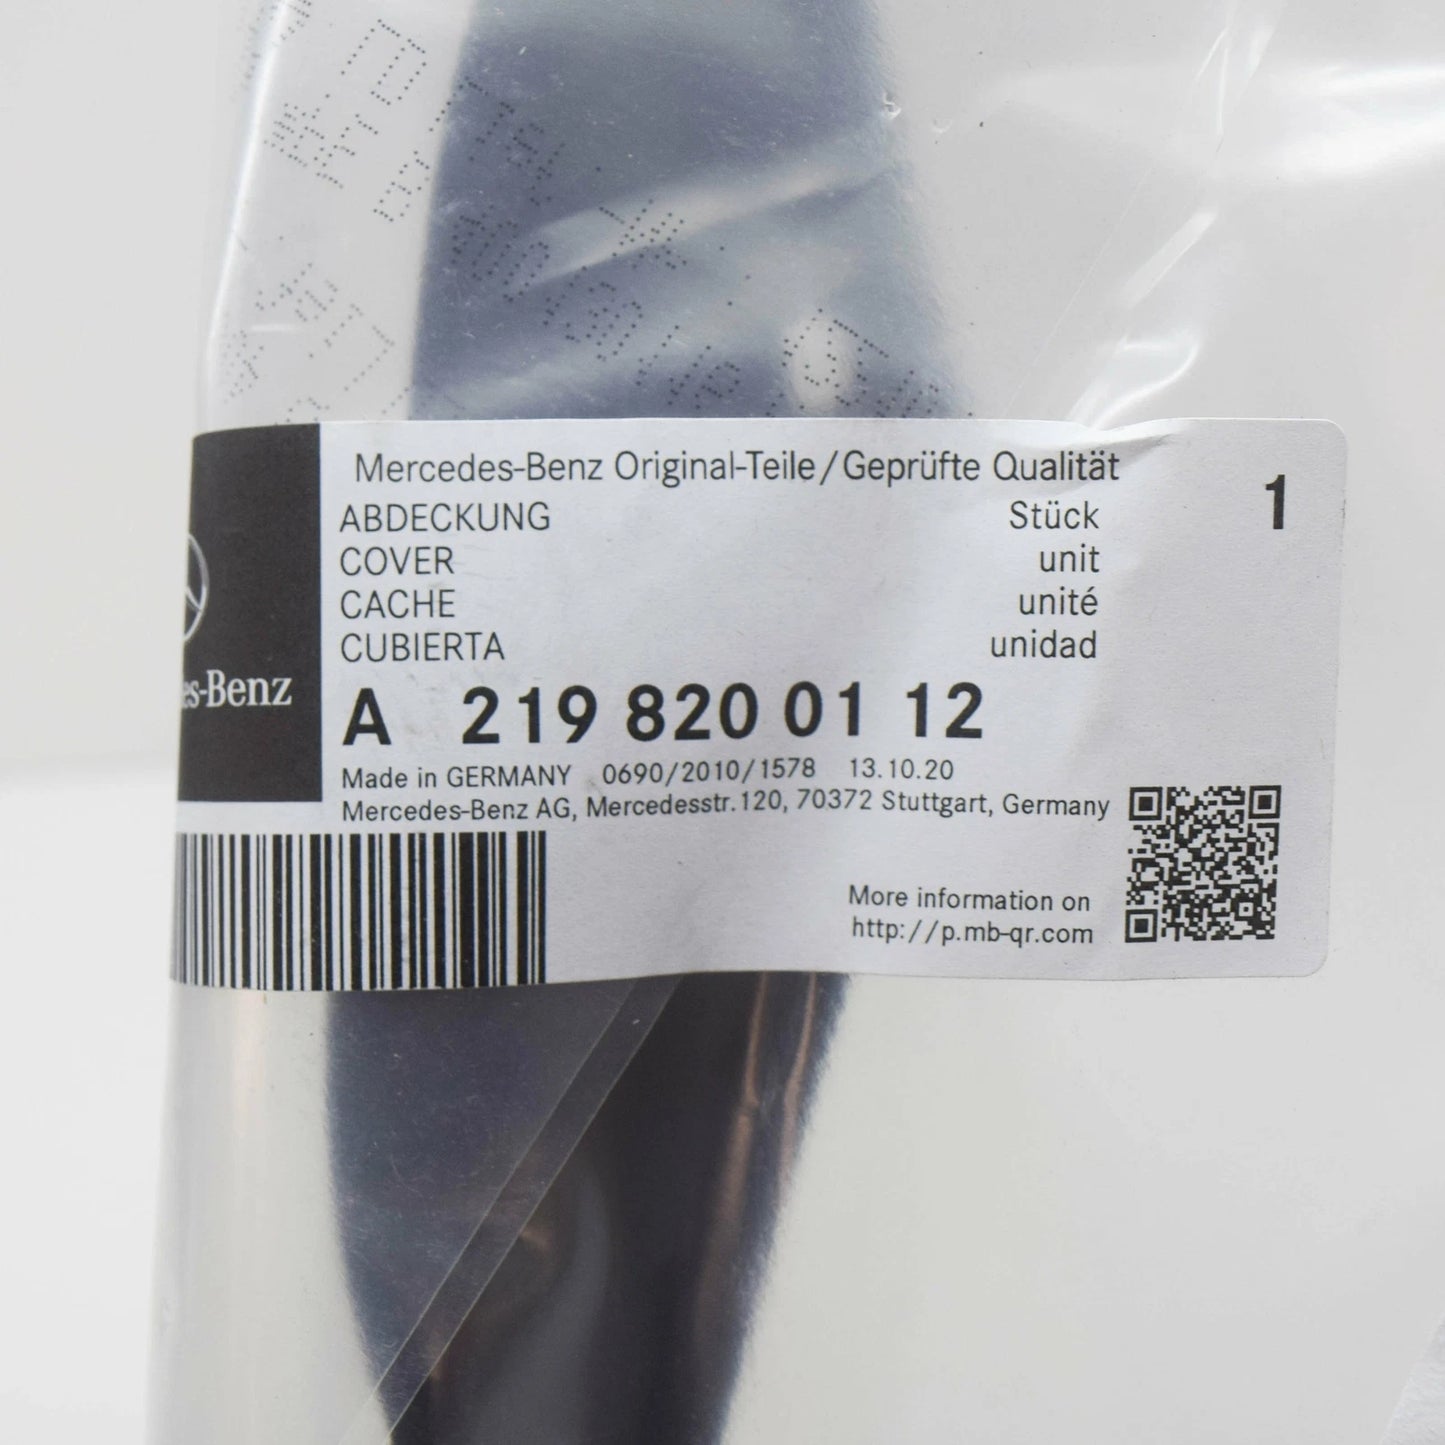 Mercedes-Benz Original-Teile/Geprüfte Qualität
1
ABDECKUNG Stück
COVER unit
CACHE unité
CUBIERTA unidad
es-Benz
A 219 820 01 12
Made in GERMANY 0690/2010/1578 13.10.20
Mercedes-Benz AG, Mercedesstr.120, 70372 Stuttgart, Germany
More information on
http://p.mb-qr.com